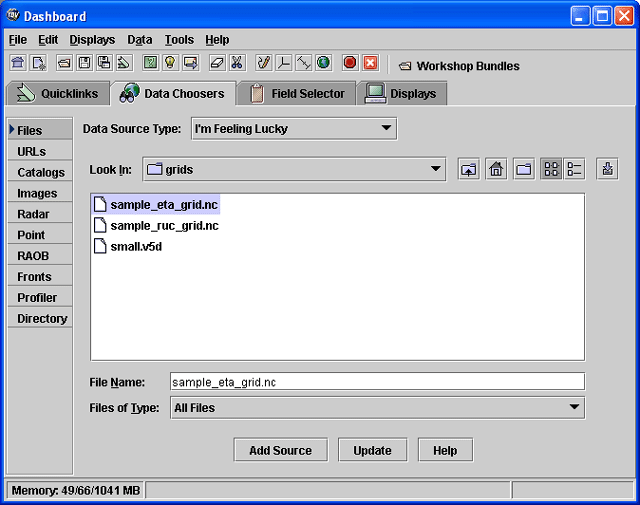 IDV Dashboard
File Edit Displays Data Tools Help
Workshop Bundles
Quicklinks Data Choosers Field Selector Displays
Files
URLs
Catalogs
Images
Radar
Point
RAOB
Fronts
Profiler
Directory
Data Source Type: I'm Feeling Lucky
Look In: grids
sample_eta_grid.nc
sample_ruc_grid.nc
small.v5d
File Name: sample_eta_grid.nc
Files of Type: All Files
Add Source Update Help
Memory: 49/66/1041 MB